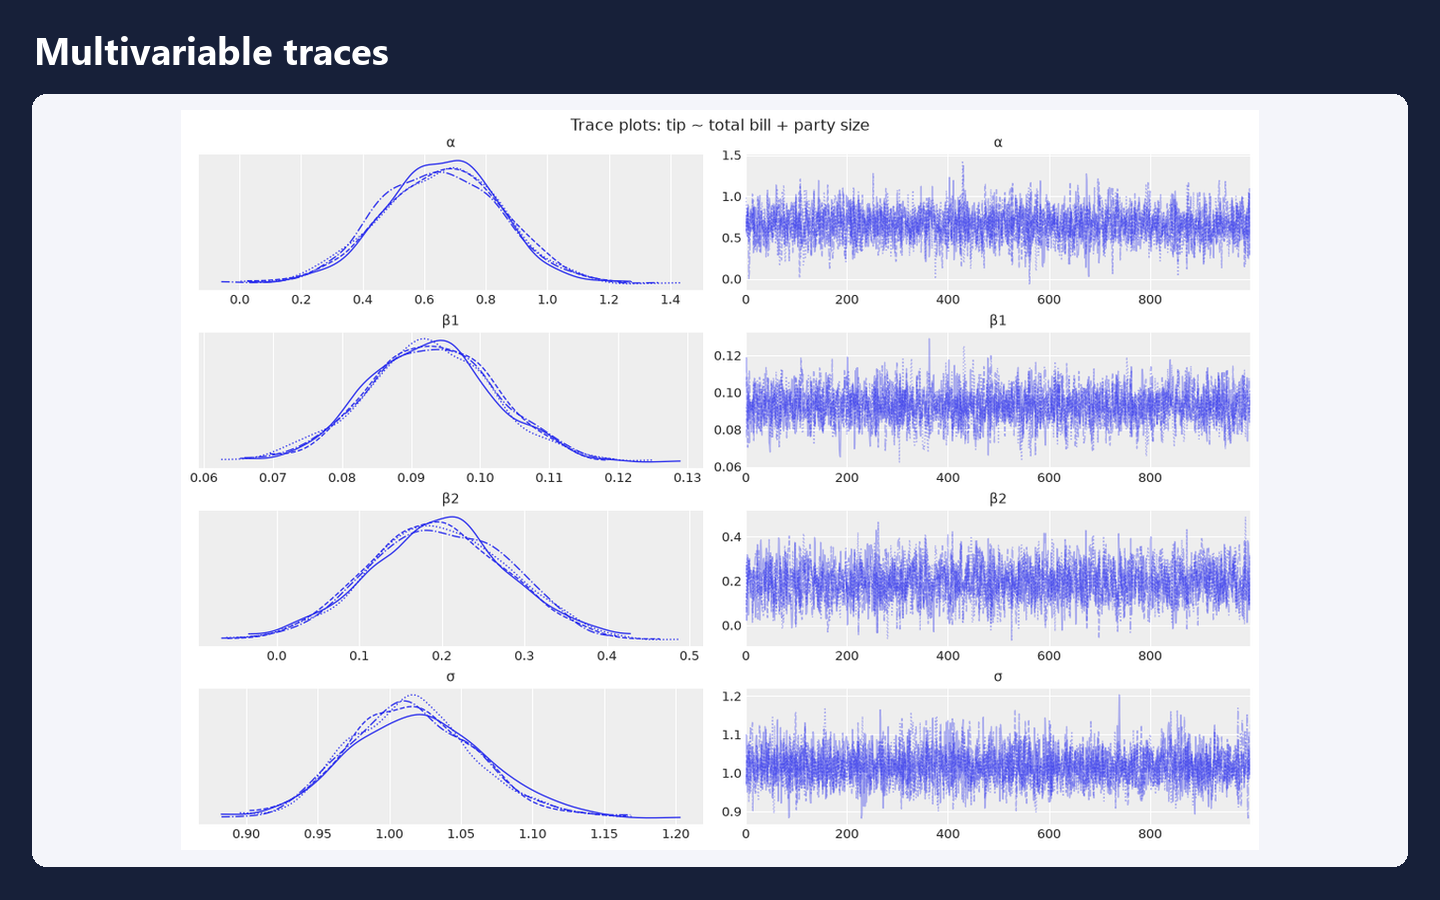 Multivariable traces
Trace plots: tip ~ total bill + party size
α
α
1.5
1.0
0.5
0.0
0.0 0.2 0.4 0.6 0.8 1.0 1.2 1.4
0 200 400 600 800
β1
β1
0.12
0.10
0.08
0.06
0.06 0.07 0.08 0.09 0.10 0.11 0.12 0.13
0 200 400 600 800
β2
β2
0.4
0.2
0.0
0.0 0.1 0.2 0.3 0.4 0.5
0 200 400 600 800
σ
σ
1.2
1.1
1.0
0.9
0.90 0.95 1.00 1.05 1.10 1.15 1.20
0 200 400 600 800